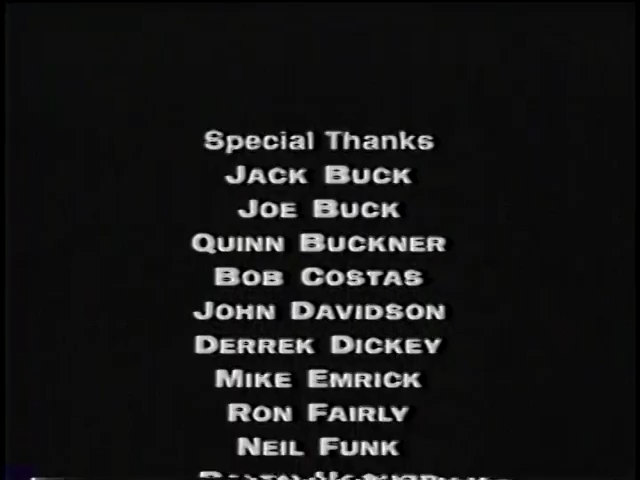 Special Thanks
JACK BUCK
JOE BUCK
QUINN BUCKNER
BOB COSTAS
JOHN DAVIDSON
DERREK DICKEY
MIKE EMRICK
RON FAIRLY
NEIL FUNK